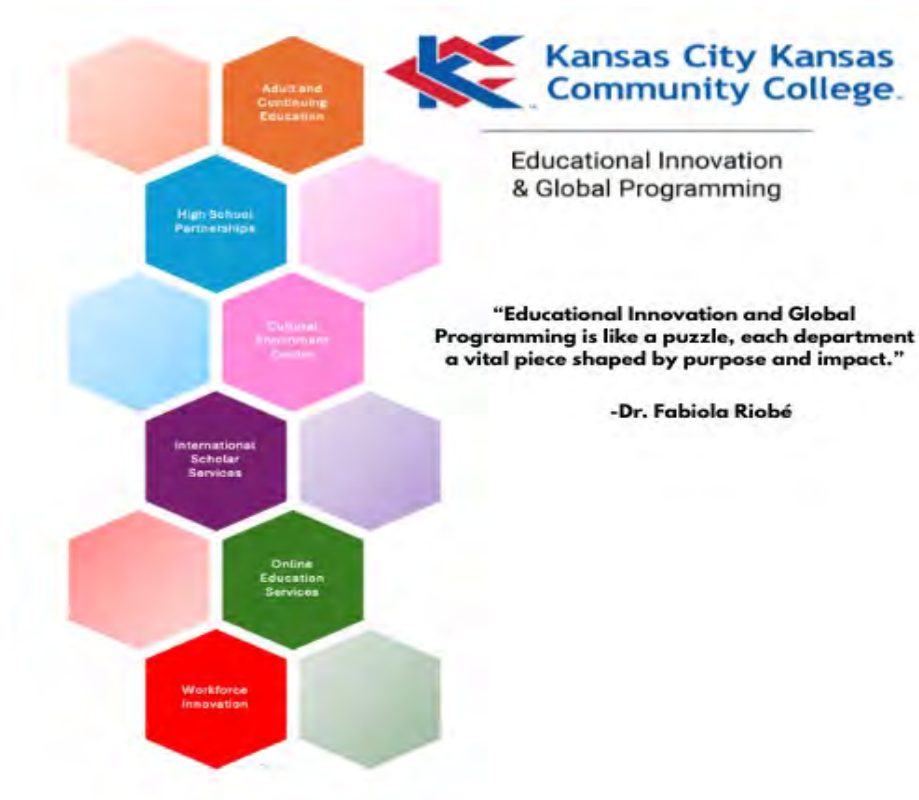 Adult and
Continuing
Education
High School
Partnerships
Cultural
Enrichment
Center
International
Scholar
Services
Online
Education
Services
Workforce
Innovation
Kansas City Kansas
Community College
Educational Innovation
& Global Programming
“Educational Innovation and Global
Programming is like a puzzle, each department
a vital piece shaped by purpose and impact.”
-Dr. Fabiola Riobé